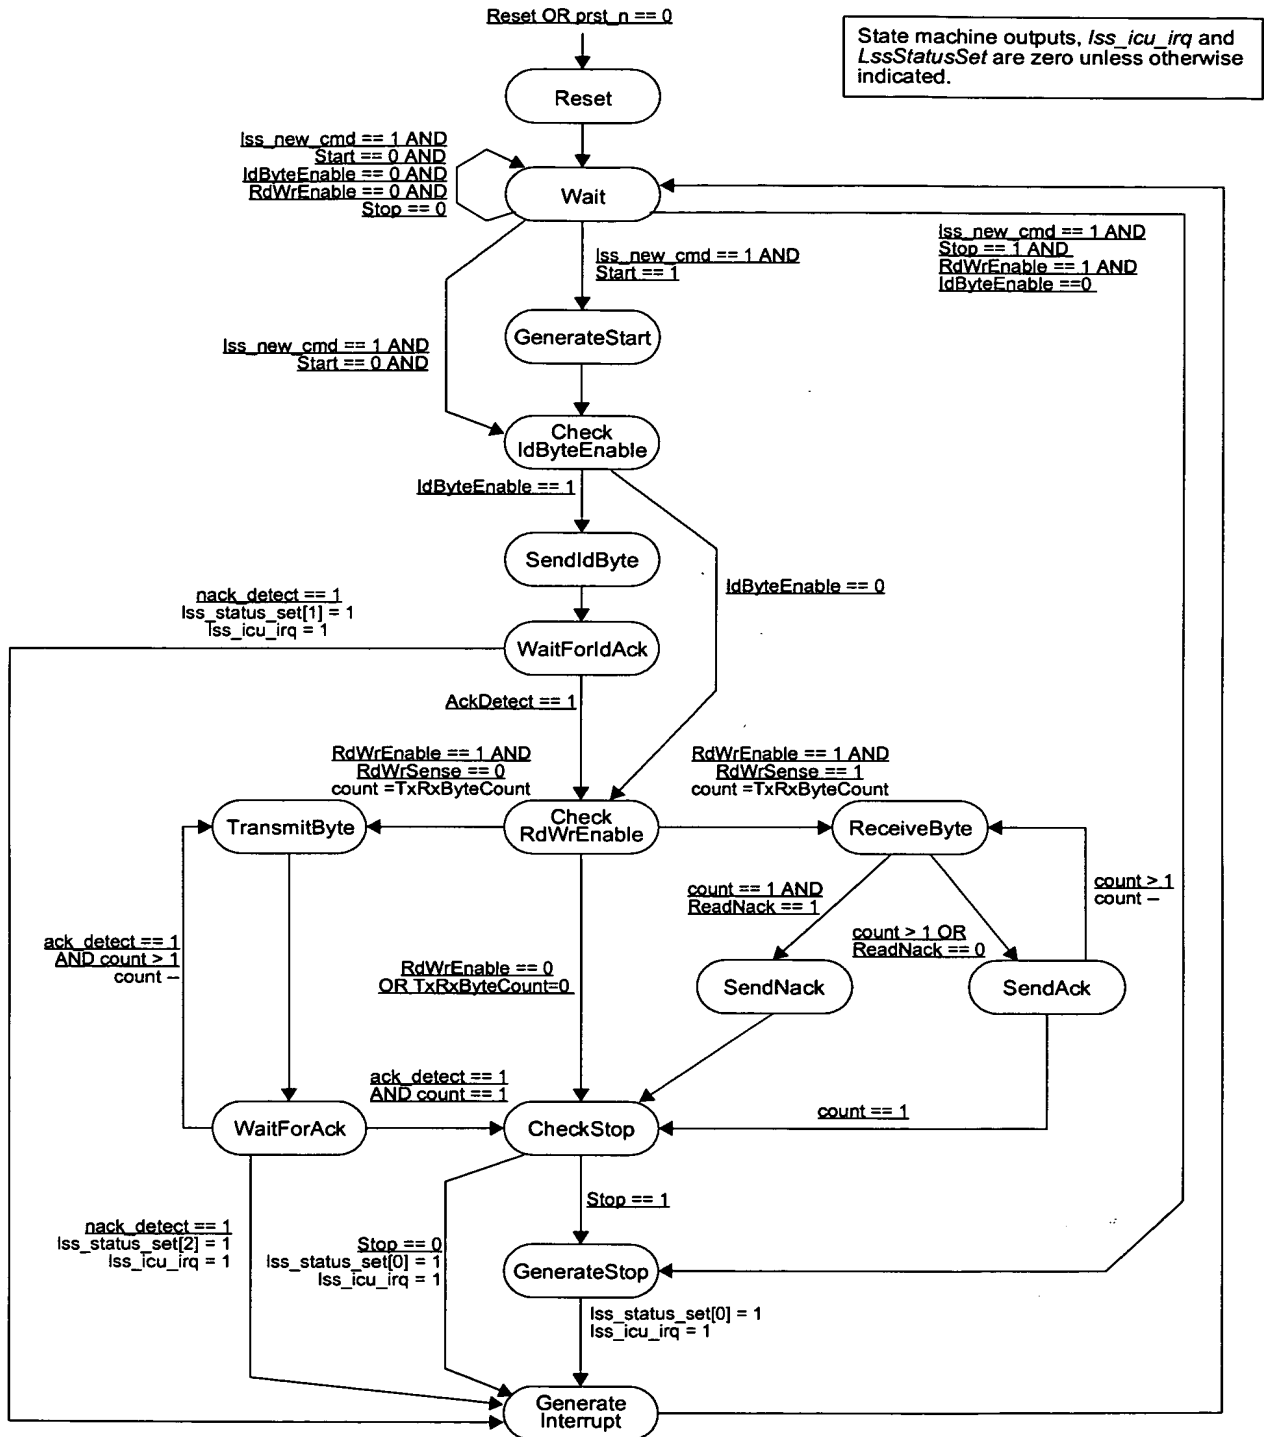 Reset OR prst_n == 0
State machine outputs, lss_icu_irq and
LssStatusSet are zero unless otherwise
indicated.
Reset
lss_new_cmd == 1 AND
Start == 0 AND
IdByteEnable == 0 AND
RdWrEnable == 0 AND
Stop == 0
Wait
lss_new_cmd == 1 AND
Start == 1
lss_new_cmd == 1 AND
Stop == 1 AND
RdWrEnable == 1 AND
IdByteEnable ==0
GenerateStart
lss_new_cmd == 1 AND
Start == 0 AND
Check
IdByteEnable
IdByteEnable == 1
SendIdByte
IdByteEnable == 0
nack_detect == 1
lss_status_set[1] = 1
lss_icu_irq = 1
WaitForIdAck
AckDetect == 1
RdWrEnable == 1 AND
RdWrSense == 0
count =TxRxByteCount
RdWrEnable == 1 AND
RdWrSense == 1
count =TxRxByteCount
TransmitByte
Check
RdWrEnable
ReceiveByte
count == 1 AND
ReadNack == 1
count > 1
count –
count > 1 OR
ReadNack == 0
ack_detect == 1
AND count > 1
count –
RdWrEnable == 0
OR TxRxByteCount=0
SendNack
SendAck
ack_detect == 1
AND count == 1
count == 1
WaitForAck
CheckStop
Stop == 1
nack_detect == 1
lss_status_set[2] = 1
lss_icu_irq = 1
Stop == 0
lss_status_set[0] = 1
lss_icu_irq = 1
GenerateStop
lss_status_set[0] = 1
lss_icu_irq = 1
Generate
Interrupt